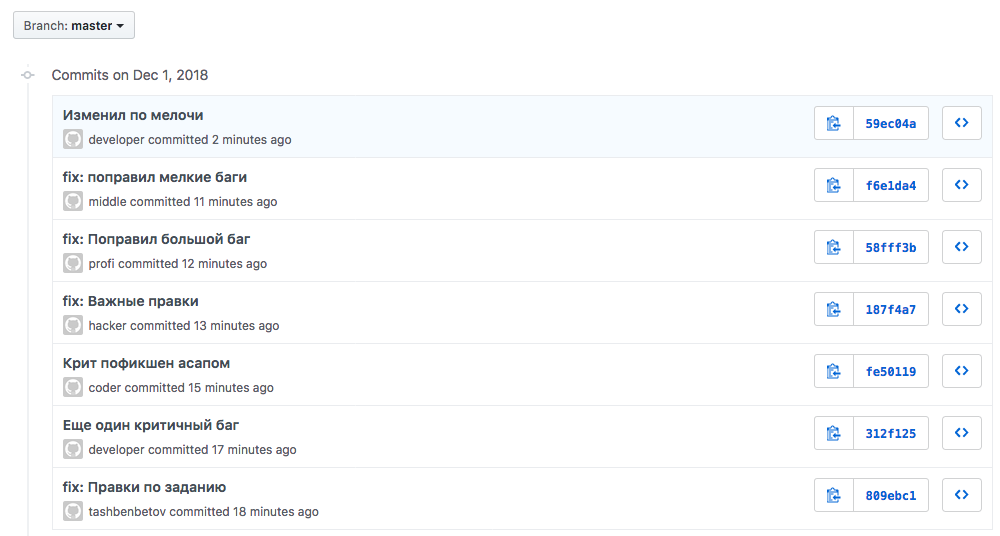 Branch: master
Commits on Dec 1, 2018
Изменил по мелочи
developer committed 2 minutes ago
59ec04a
fix: поправил мелкие баги
middle committed 11 minutes ago
f6e1da4
fix: Поправил большой баг
profi committed 12 minutes ago
58fff3b
fix: Важные правки
hacker committed 13 minutes ago
187f4a7
Крит пофикшен асапом
coder committed 15 minutes ago
fe50119
Еще один критичный баг
developer committed 17 minutes ago
312f125
fix: Правки по заданию
tashbenbetov committed 18 minutes ago
809ebc1